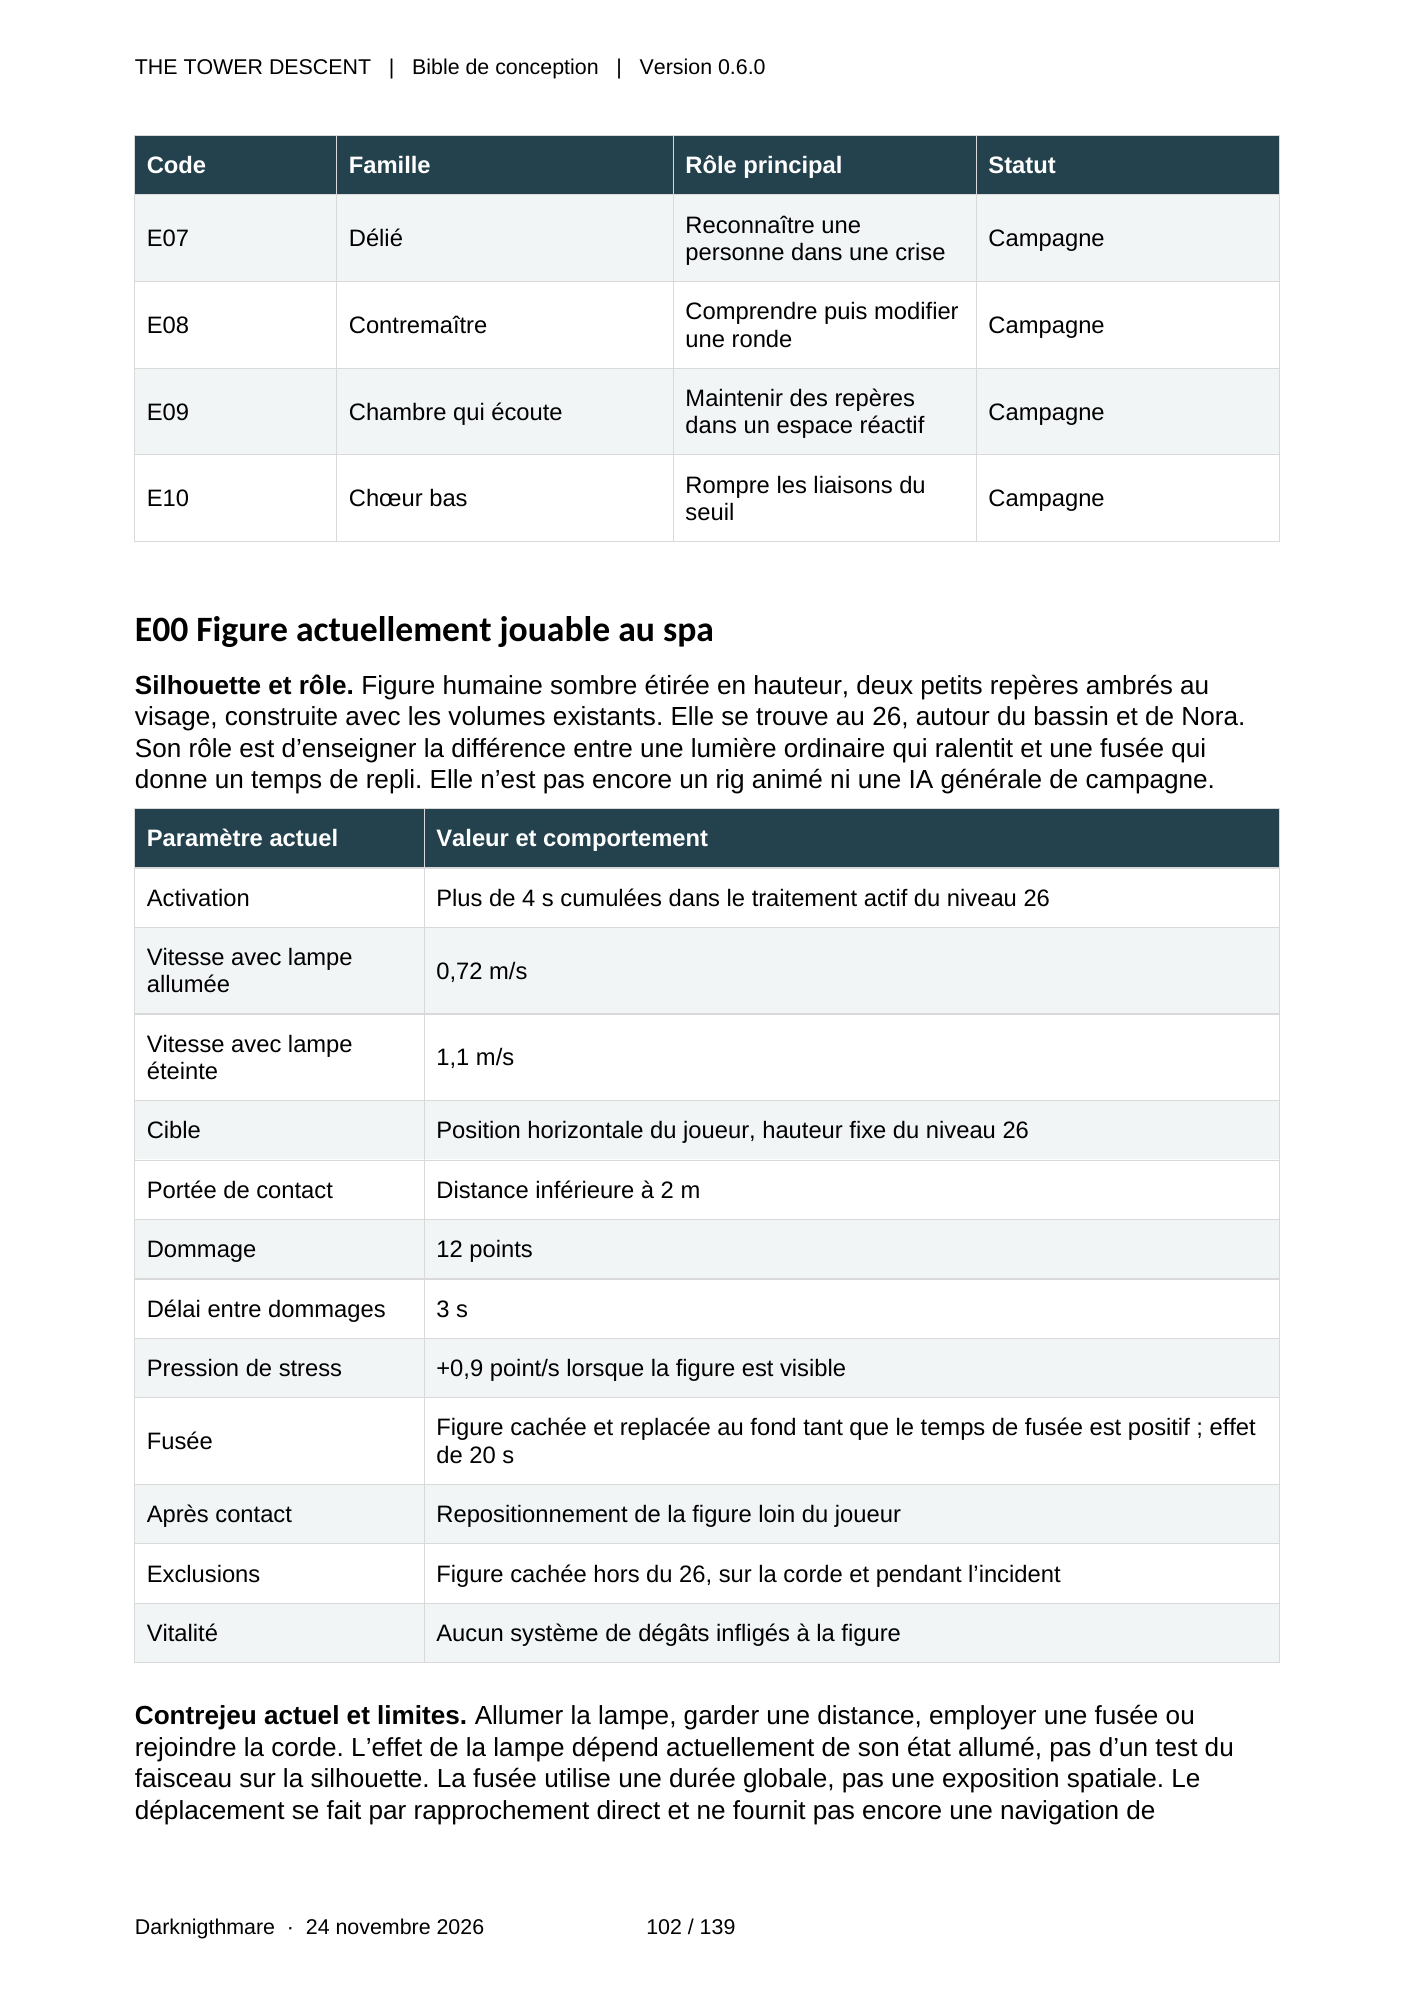 THE TOWER DESCENT | Bible de conception | Version 0.6.0
Code Famille Rôle principal Statut
E07 Délié Reconnaître une personne dans une crise Campagne
E08 Contremaître Comprendre puis modifier une ronde Campagne
E09 Chambre qui écoute Maintenir des repères dans un espace réactif Campagne
E10 Chœur bas Rompre les liaisons du seuil Campagne
E00 Figure actuellement jouable au spa
Silhouette et rôle. Figure humaine sombre étirée en hauteur, deux petits repères ambrés au
visage, construite avec les volumes existants. Elle se trouve au 26, autour du bassin et de Nora.
Son rôle est d’enseigner la différence entre une lumière ordinaire qui ralentit et une fusée qui
donne un temps de repli. Elle n’est pas encore un rig animé ni une IA générale de campagne.
Paramètre actuel Valeur et comportement
Activation Plus de 4 s cumulées dans le traitement actif du niveau 26
Vitesse avec lampe allumée 0,72 m/s
Vitesse avec lampe éteinte 1,1 m/s
Cible Position horizontale du joueur, hauteur fixe du niveau 26
Portée de contact Distance inférieure à 2 m
Dommage 12 points
Délai entre dommages 3 s
Pression de stress +0,9 point/s lorsque la figure est visible
Fusée Figure cachée et replacée au fond tant que le temps de fusée est positif ; effet de 20 s
Après contact Repositionnement de la figure loin du joueur
Exclusions Figure cachée hors du 26, sur la corde et pendant l’incident
Vitalité Aucun système de dégâts infligés à la figure
Contrejeu actuel et limites. Allumer la lampe, garder une distance, employer une fusée ou
rejoindre la corde. L’effet de la lampe dépend actuellement de son état allumé, pas d’un test du
faisceau sur la silhouette. La fusée utilise une durée globale, pas une exposition spatiale. Le
déplacement se fait par rapprochement direct et ne fournit pas encore une navigation de
Darknigthmare · 24 novembre 2026 102 / 139